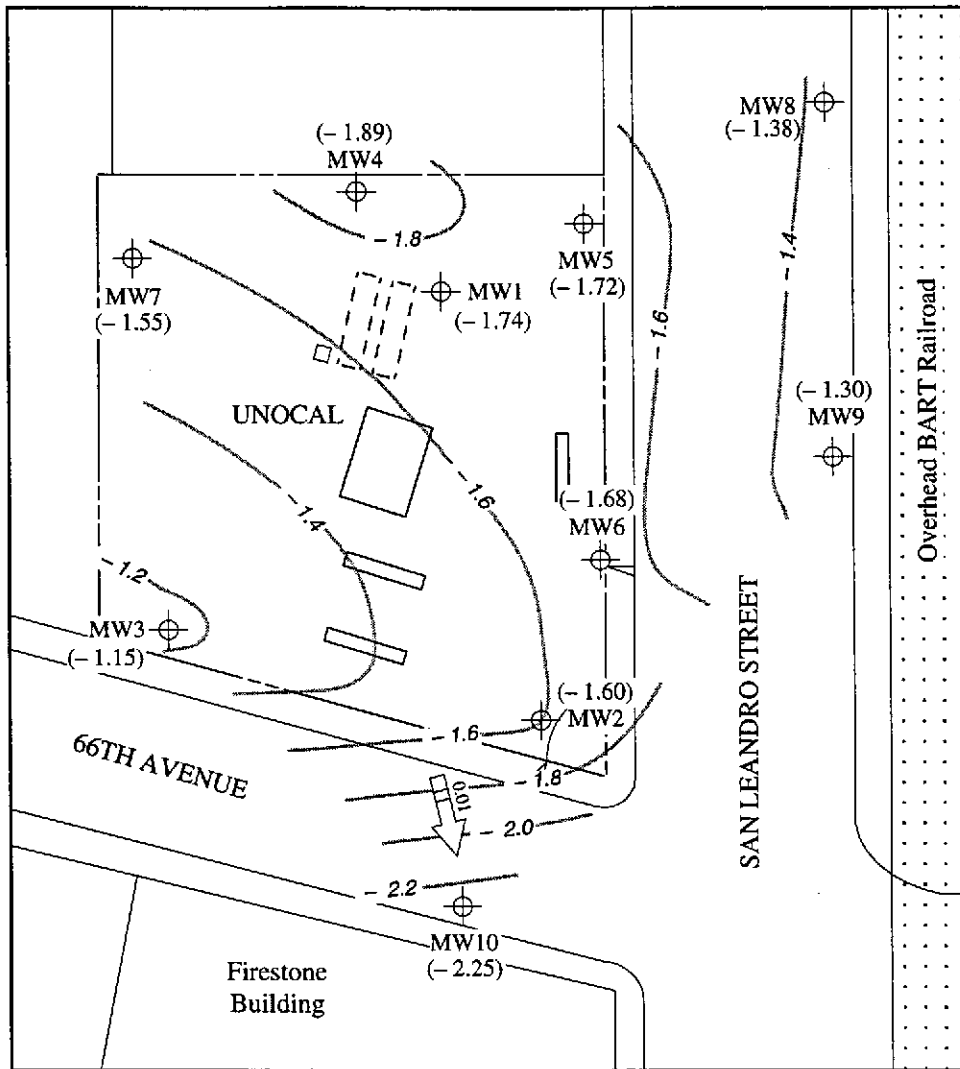 MW8
(– 1.38)
(– 1.89)
MW4
– 1.8
MW5
(– 1.72)
– 1.4
MW7
(– 1.55)
MW1
(– 1.74)
– 1.6
Overhead BART Railroad
(– 1.30)
MW9
UNOCAL
– 1.6
– 1.4
(– 1.68)
MW6
– 1.2
MW3
(– 1.15)
SAN LEANDRO STREET
(– 1.60)
MW2
– 1.6
66TH AVENUE
– 1.8
0.01
– 2.0
– 2.2
MW10
(– 2.25)
Firestone
Building